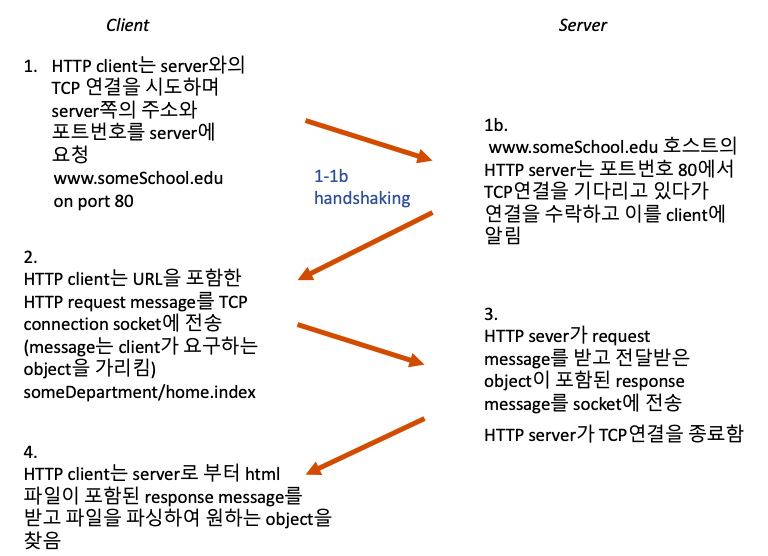 Client
Server
1. HTTP client는 server와의
TCP 연결을 시도하며
server쪽의 주소와
포트번호를 server에
요청
www.someSchool.edu
on port 80
1-1b
handshaking
1b.
www.someSchool.edu 호스트의
HTTP server는 포트번호 80에서
TCP연결을 기다리고 있다가
연결을 수락하고 이를 client에
알림
2.
HTTP client는 URL을 포함한
HTTP request message를 TCP
connection socket에 전송
(message는 client가 요구하는
object을 가리킴)
someDepartment/home.index
3.
HTTP sever가 request
message를 받고 전달받은
object이 포함된 response
message를 socket에 전송
HTTP server가 TCP연결을 종료함
4.
HTTP client는 server로 부터 html
파일이 포함된 response message를
받고 파일을 파싱하여 원하는 object을
찾음